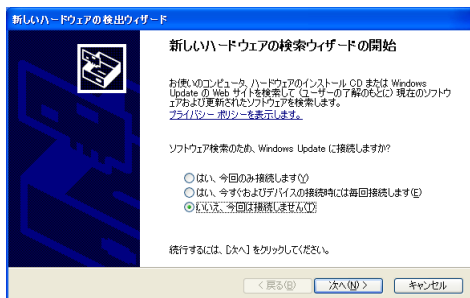 新しいハードウェアの検出ウィザード
新しいハードウェアの検索ウィザードの開始
お使いのコンピュータ、ハードウェアのインストール CD または Windows
Update の Web サイトを検索して (ユーザーの了解のもとに) 現在のソフトウ
ェアおよび更新されたソフトウェアを検索します。
プライバシー ポリシーを表示します。
ソフトウェア検索のため、Windows Update に接続しますか?
はい、今回のみ接続します(Y)
はい、今すぐおよびデバイスの接続時には毎回接続します(E)
いいえ、今回は接続しません(T)
続行するには、[次へ] をクリックしてください。
< 戻る(B) 次へ(N) > キャンセル